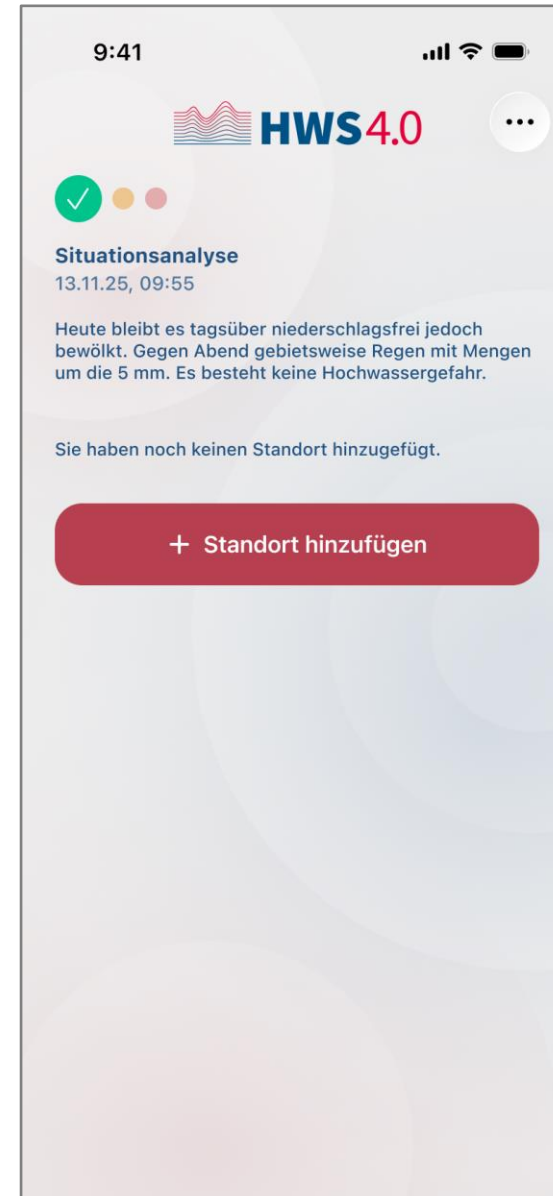 9:41
HWS4.0
Situationsanalyse
13.11.25, 09:55
Heute bleibt es tagsüber niederschlagsfrei jedoch
bewölkt. Gegen Abend gebietsweise Regen mit Mengen
um die 5 mm. Es besteht keine Hochwassergefahr.
Sie haben noch keinen Standort hinzugefügt.
+ Standort hinzufügen